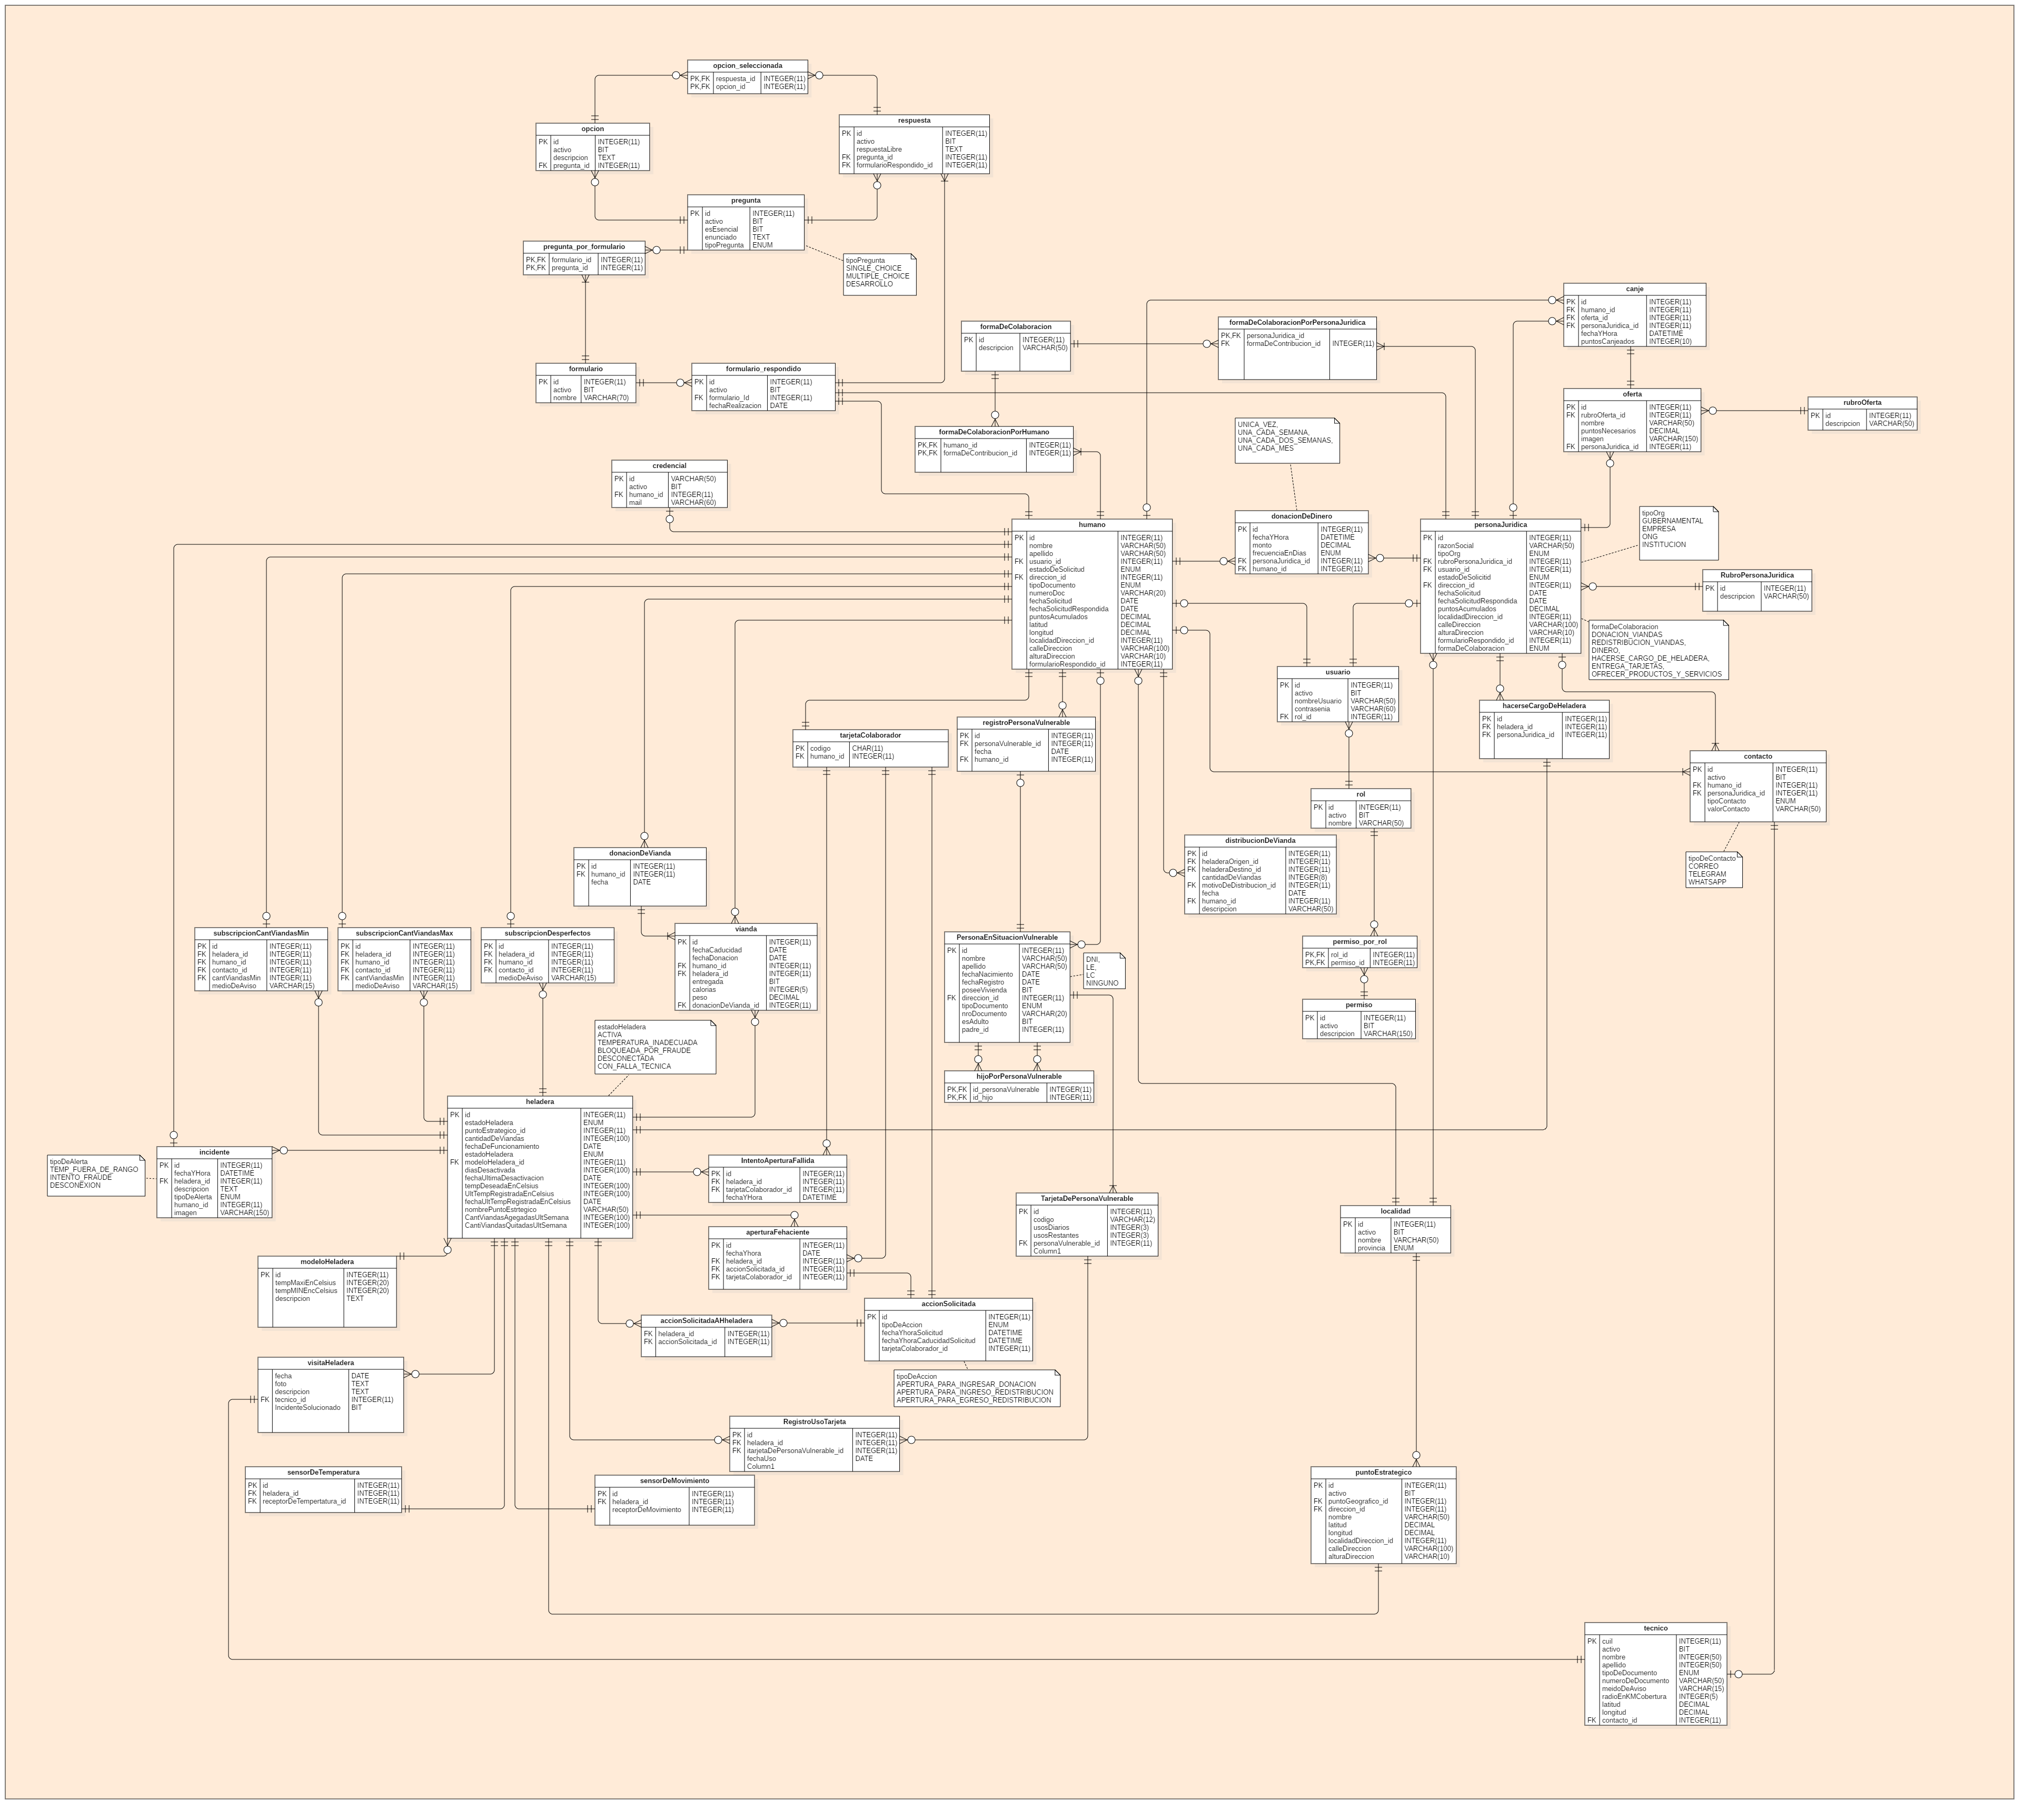 opcion_seleccionada
PK,FK respuesta_id INTEGER(11)
PK,FK opcion_id INTEGER(11)
opcion
PK id INTEGER(11)
activo BIT
descripcion TEXT
FK pregunta_id INTEGER(11)
respuesta
PK id INTEGER(11)
activo BIT
respuestaLibre TEXT
FK pregunta_id INTEGER(11)
FK formularioRespondido_id INTEGER(11)
pregunta
PK id INTEGER(11)
activo BIT
esEsencial BIT
enunciado TEXT
tipoPregunta ENUM
pregunta_por_formulario
PK,FK formulario_id INTEGER(11)
PK,FK pregunta_id INTEGER(11)
tipoPregunta
SINGLE_CHOICE
MULTIPLE_CHOICE
DESARROLLO
canje
PK id INTEGER(11)
FK humano_id INTEGER(11)
FK oferta_id INTEGER(11)
FK personaJuridica_id INTEGER(11)
fechaYHora DATETIME
puntosCanjeados INTEGER(10)
formaDeColaboracion
PK id INTEGER(11)
descripcion VARCHAR(50)
formaDeColaboracionPorPersonaJuridica
PK,FK personaJuridica_id
FK formaDeContribucion_id INTEGER(11)
formulario
PK id INTEGER(11)
activo BIT
nombre VARCHAR(70)
formulario_respondido
PK id INTEGER(11)
activo BIT
FK formulario_Id INTEGER(11)
fechaRealizacion DATE
oferta
PK id INTEGER(11)
FK rubroOferta_id INTEGER(11)
nombre VARCHAR(50)
puntosNecesarios DECIMAL
imagen VARCHAR(150)
FK personaJuridica_id INTEGER(11)
rubroOferta
PK id INTEGER(11)
descripcion VARCHAR(50)
formaDeColaboracionPorHumano
PK,FK humano_id INTEGER(11)
PK,FK formaDeContribucion_id INTEGER(11)
UNICA_VEZ,
UNA_CADA_SEMANA,
UNA_CADA_DOS_SEMANAS,
UNA_CADA_MES
credencial
PK id VARCHAR(50)
activo BIT
FK humano_id INTEGER(11)
mail VARCHAR(60)
humano
PK id INTEGER(11)
nombre VARCHAR(50)
apellido VARCHAR(50)
FK usuario_id INTEGER(11)
estadoDeSolicitud ENUM
FK direccion_id INTEGER(11)
tipoDocumento ENUM
numeroDoc VARCHAR(20)
fechaSolicitud DATE
fechaSolicitudRespondida DATE
puntosAcumulados DECIMAL
latitud DECIMAL
longitud DECIMAL
localidadDireccion_id INTEGER(11)
calleDireccion VARCHAR(100)
alturaDireccion VARCHAR(10)
formularioRespondido_id INTEGER(11)
donacionDeDinero
PK id INTEGER(11)
fechaYHora DATETIME
monto DECIMAL
frecuenciaEnDias ENUM
FK personaJuridica_id INTEGER(11)
FK humano_id INTEGER(11)
personaJuridica
PK id INTEGER(11)
razonSocial VARCHAR(50)
tipoOrg ENUM
FK rubroPersonaJuridica_id INTEGER(11)
FK usuario_id INTEGER(11)
estadoDeSolicitid ENUM
FK direccion_id INTEGER(11)
fechaSolicitud DATE
fechaSolicitudRespondida DATE
puntosAcumulados DECIMAL
localidadDireccion_id INTEGER(11)
calleDireccion VARCHAR(100)
alturaDireccion VARCHAR(10)
formularioRespondido_id INTEGER(11)
formaDeColaboracion ENUM
tipoOrg
GUBERNAMENTAL
EMPRESA
ONG
INSTITUCION
RubroPersonaJuridica
PK id INTEGER(11)
descripcion VARCHAR(50)
formaDeColaboracion
DONACION_VIANDAS
REDISTRIBUCION_VIANDAS,
DINERO,
HACERSE_CARGO_DE_HELADERA,
ENTREGA_TARJETAS,
OFRECER_PRODUCTOS_Y_SERVICIOS
usuario
PK id INTEGER(11)
activo BIT
nombreUsuario VARCHAR(50)
contrasenia VARCHAR(60)
FK rol_id INTEGER(11)
hacerseCargoDeHeladera
PK id INTEGER(11)
FK heladera_id INTEGER(11)
FK personaJuridica_id INTEGER(11)
registroPersonaVulnerable
PK id INTEGER(11)
FK personaVulnerable_id INTEGER(11)
fecha DATE
FK humano_id INTEGER(11)
tarjetaColaborador
PK codigo CHAR(11)
FK humano_id INTEGER(11)
contacto
PK id INTEGER(11)
activo BIT
FK humano_id INTEGER(11)
FK personaJuridica_id INTEGER(11)
tipoContacto ENUM
valorContacto VARCHAR(50)
rol
PK id INTEGER(11)
activo BIT
nombre VARCHAR(50)
tipoDeContacto
CORREO
TELEGRAM
WHATSAPP
distribucionDeVianda
PK id INTEGER(11)
FK heladeraOrigen_id INTEGER(11)
FK heladeraDestino_id INTEGER(11)
cantidadDeViandas INTEGER(8)
FK motivoDeDistribucion_id INTEGER(11)
fecha DATE
FK humano_id INTEGER(11)
descripcion VARCHAR(50)
donacionDeVianda
PK id INTEGER(11)
FK humano_id INTEGER(11)
fecha DATE
subscripcionCantViandasMin
PK id INTEGER(11)
FK heladera_id INTEGER(11)
FK humano_id INTEGER(11)
FK contacto_id INTEGER(11)
FK cantViandasMin INTEGER(11)
medioDeAviso VARCHAR(15)
subscripcionCantViandasMax
PK id INTEGER(11)
FK heladera_id INTEGER(11)
FK humano_id INTEGER(11)
FK contacto_id INTEGER(11)
FK cantViandasMin INTEGER(11)
medioDeAviso VARCHAR(15)
subscripcionDesperfectos
PK id INTEGER(11)
FK heladera_id INTEGER(11)
FK humano_id INTEGER(11)
FK contacto_id INTEGER(11)
medioDeAviso VARCHAR(15)
vianda
PK id INTEGER(11)
fechaCaducidad DATE
fechaDonacion DATE
FK humano_id INTEGER(11)
FK heladera_id INTEGER(11)
entregada BIT
calorias INTEGER(5)
peso DECIMAL
FK donacionDeVianda_id INTEGER(11)
PersonaEnSituacionVulnerable
PK id INTEGER(11)
nombre VARCHAR(50)
apellido VARCHAR(50)
fechaNacimiento DATE
fechaRegistro DATE
poseeVivienda BIT
FK direccion_id INTEGER(11)
tipoDocumento ENUM
nroDocumento VARCHAR(20)
esAdulto BIT
padre_id INTEGER(11)
DNI,
LE,
LC
NINGUNO
permiso_por_rol
PK,FK rol_id INTEGER(11)
PK,FK permiso_id INTEGER(11)
permiso
PK id INTEGER(11)
activo BIT
descripcion VARCHAR(150)
estadoHeladera
ACTIVA
TEMPERATURA_INADECUADA
BLOQUEADA_POR_FRAUDE
DESCONECTADA
CON_FALLA_TECNICA
hijoPorPersonaVulnerable
PK,FK id_personaVulnerable INTEGER(11)
PK,FK id_hijo INTEGER(11)
heladera
PK id INTEGER(11)
estadoHeladera ENUM
puntoEstrategico_id INTEGER(11)
cantidadDeViandas INTEGER(100)
fechaDeFuncionamiento DATE
estadoHeladera ENUM
FK modeloHeladera_id INTEGER(11)
diasDesactivada INTEGER(100)
fechaUltimaDesactivacion DATE
tempDeseadaEnCelsius INTEGER(100)
UltTempRegistradaEnCelsius INTEGER(100)
fechaUltTempRegistradaEnCelsius DATE
nombrePuntoEstrtegico VARCHAR(50)
CantViandasAgegadasUltSemana INTEGER(100)
CantiViandasQuitadasUltSemana INTEGER(100)
tipoDeAlerta
TEMP_FUERA_DE_RANGO
INTENTO_FRAUDE
DESCONEXION
incidente
PK id INTEGER(11)
fechaYHora DATETIME
FK heladera_id INTEGER(11)
descripcion TEXT
tipoDeAlerta ENUM
humano_id INTEGER(11)
imagen VARCHAR(150)
IntentoAperturaFallida
PK id INTEGER(11)
FK heladera_id INTEGER(11)
FK tarjetaColaborador_id INTEGER(11)
fechaYHora DATETIME
TarjetaDePersonaVulnerable
PK id INTEGER(11)
codigo VARCHAR(12)
usosDiarios INTEGER(3)
usosRestantes INTEGER(3)
FK personaVulnerable_id INTEGER(11)
Column1
localidad
PK id INTEGER(11)
activo BIT
nombre VARCHAR(50)
provincia ENUM
aperturaFehaciente
PK id INTEGER(11)
fechaYhora DATE
FK heladera_id INTEGER(11)
FK accionSolicitada_id INTEGER(11)
FK tarjetaColaborador_id INTEGER(11)
modeloHeladera
PK id INTEGER(11)
tempMaxiEnCelsius INTEGER(20)
tempMINEncCelsius INTEGER(20)
descripcion TEXT
accionSolicitada
PK id INTEGER(11)
tipoDeAccion ENUM
fechaYhoraSolicitud DATETIME
fechaYhoraCaducidadSolicitud DATETIME
tarjetaColaborador_id INTEGER(11)
accionSolicitadaAHheladera
FK heladera_id INTEGER(11)
FK accionSolicitada_id INTEGER(11)
visitaHeladera
fecha DATE
foto TEXT
descripcion TEXT
FK tecnico_id INTEGER(11)
IncidenteSolucionado BIT
tipoDeAccion
APERTURA_PARA_INGRESAR_DONACION
APERTURA_PARA_INGRESO_REDISTRIBUCION
APERTURA_PARA_EGRESO_REDISTRIBUCION
RegistroUsoTarjeta
PK id INTEGER(11)
FK heladera_id INTEGER(11)
FK itarjetaDePersonaVulnerable_id INTEGER(11)
fechaUso DATE
Column1
sensorDeTemperatura
PK id INTEGER(11)
FK heladera_id INTEGER(11)
FK receptorDeTempertatura_id INTEGER(11)
sensorDeMovimiento
PK id INTEGER(11)
FK heladera_id INTEGER(11)
receptorDeMovimiento INTEGER(11)
puntoEstrategico
PK id INTEGER(11)
activo BIT
FK puntoGeografico_id INTEGER(11)
FK direccion_id INTEGER(11)
nombre VARCHAR(50)
latitud DECIMAL
longitud DECIMAL
localidadDireccion_id INTEGER(11)
calleDireccion VARCHAR(100)
alturaDireccion VARCHAR(10)
tecnico
PK cuil INTEGER(11)
activo BIT
nombre INTEGER(50)
apellido INTEGER(50)
tipoDeDocumento ENUM
numeroDeDocumento VARCHAR(50)
meidoDeAviso VARCHAR(15)
radioEnKMCobertura INTEGER(5)
latitud DECIMAL
longitud DECIMAL
FK contacto_id INTEGER(11)